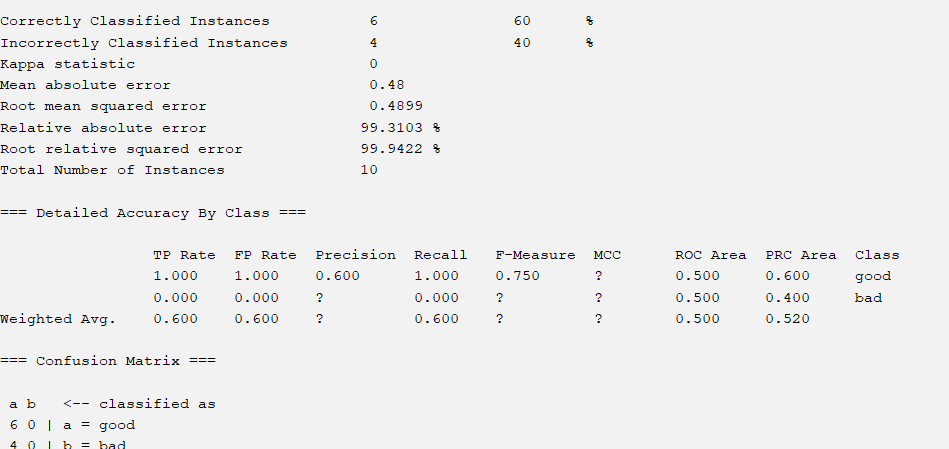 Correctly Classified Instances 6 60 %
Incorrectly Classified Instances 4 40 %
Kappa statistic 0
Mean absolute error 0.48
Root mean squared error 0.4899
Relative absolute error 99.3103 %
Root relative squared error 99.9422 %
Total Number of Instances 10
=== Detailed Accuracy By Class ===
TP Rate FP Rate Precision Recall F-Measure MCC ROC Area PRC Area Class
1.000 1.000 0.600 1.000 0.750 ? 0.500 0.600 good
0.000 0.000 ? 0.000 ? ? 0.500 0.400 bad
Weighted Avg. 0.600 0.600 ? 0.600 ? ? 0.500 0.520
=== Confusion Matrix ===
a b <-- classified as
6 0 | a = good
4 0 | b = bad